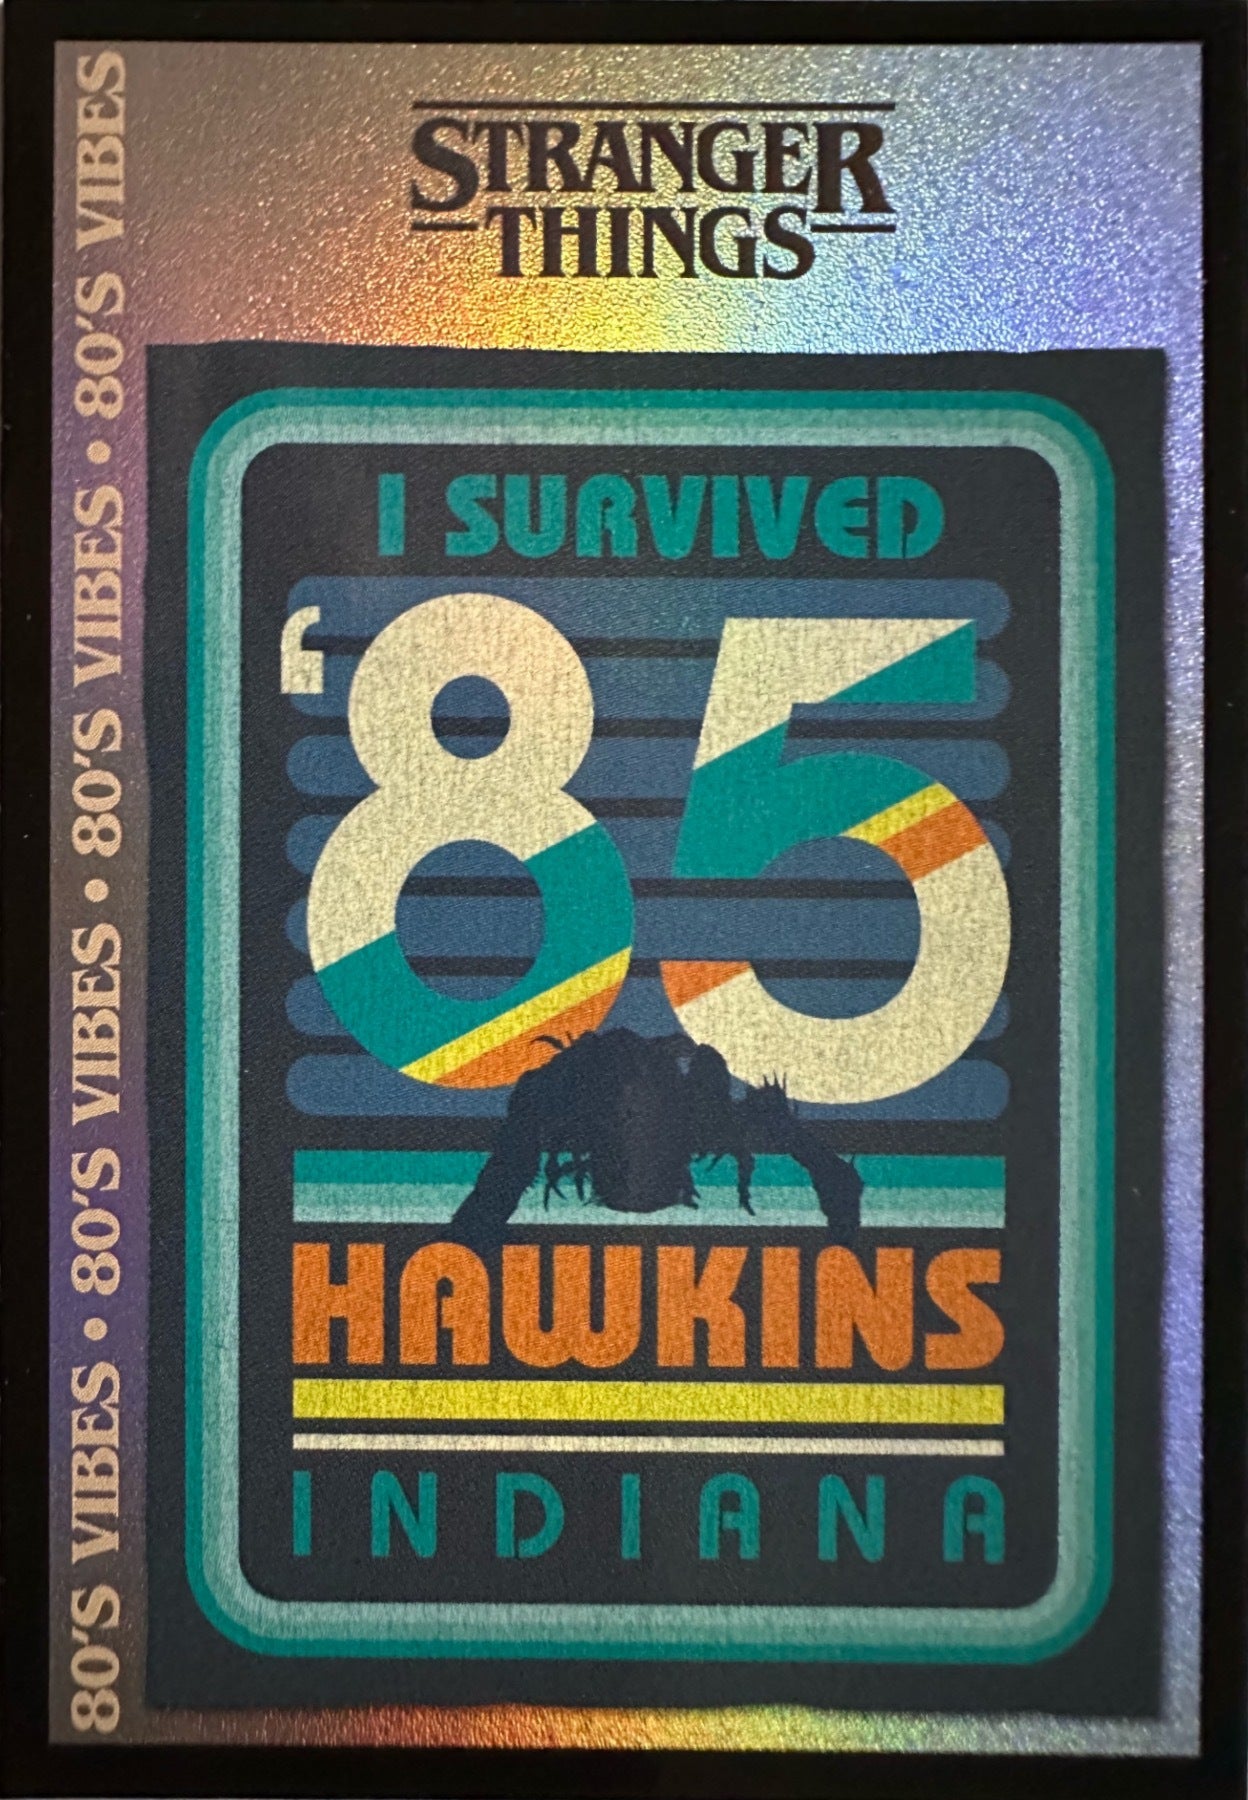 STRANGER
THINGS
I SURVIVED
'85
HAWKINS
INDIANA
80'S VIBES • 80'S VIBES • 80'S VIBES • 80'S VIBES